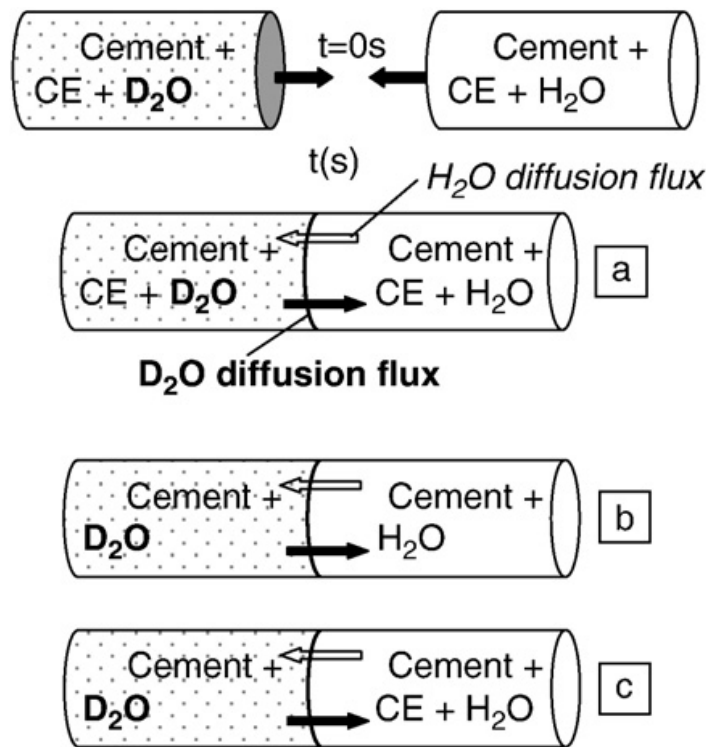 Cement +
CE + D₂O
t=0s
Cement +
CE + H₂O
t(s)
H₂O diffusion flux
Cement +
CE + D₂O
Cement +
CE + H₂O
a
D₂O diffusion flux
Cement +
D₂O
Cement +
H₂O
b
Cement +
D₂O
Cement +
CE + H₂O
c